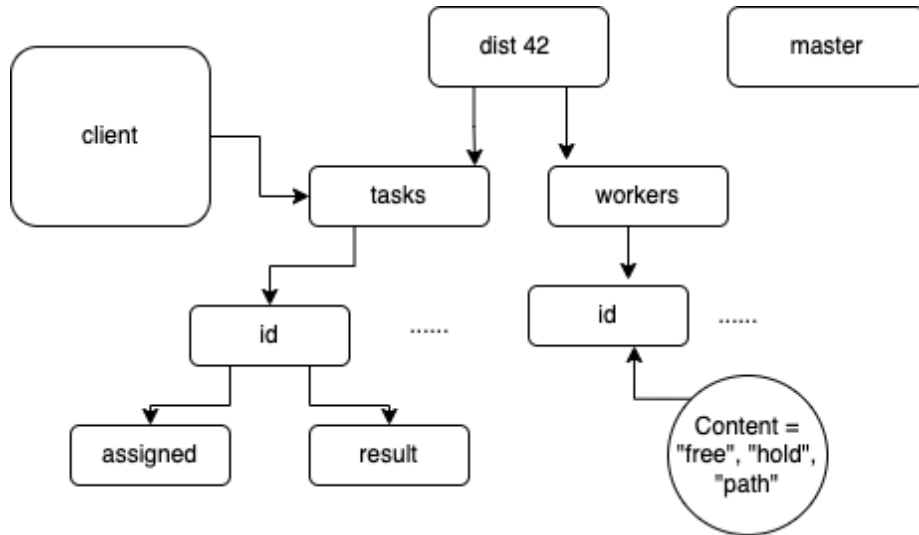 dist 42
master
client
tasks
workers
id
......
id
......
assigned
result
Content =
"free", "hold",
"path"